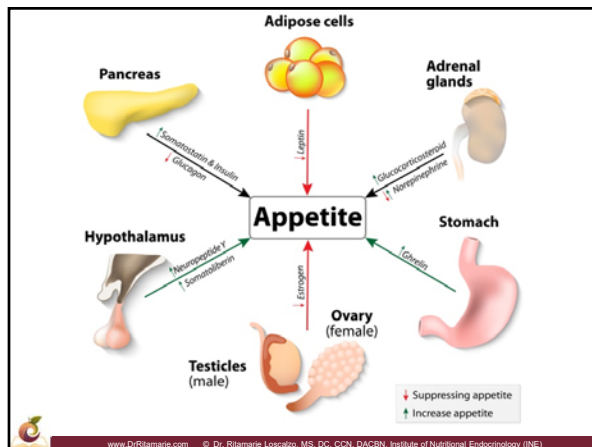 Adipose cells
Pancreas
Adrenal
glands
↑Somatostatin & Insulin
↓ Glucagon
↓ Leptin
↑Glucocorticosteroid
↓↑ Norepinephrine
Appetite
Hypothalamus
↑Neuropeptide Y
↑ Somatoliberin
↓ Estrogen
↑Ghrelin
Stomach
Ovary
(female)
Testicles
(male)
↓ Suppressing appetite
↑ Increase appetite
www.DrRitamarie.com © Dr. Ritamarie Loscalzo, MS, DC, CCN, DACBN, Institute of Nutritional Endocrinology (INE)